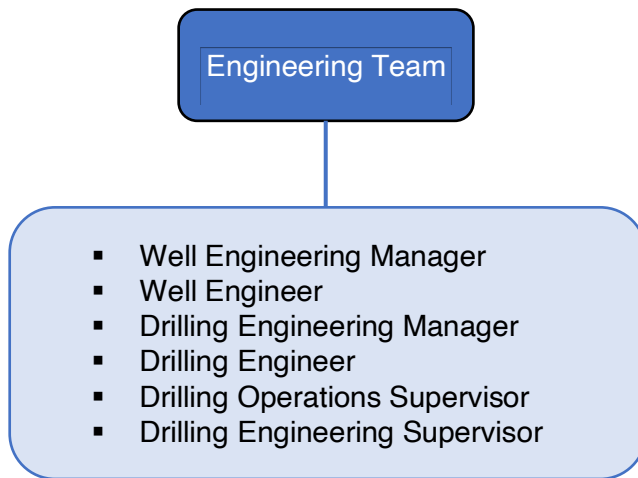 Engineering Team
▪ Well Engineering Manager
▪ Well Engineer
▪ Drilling Engineering Manager
▪ Drilling Engineer
▪ Drilling Operations Supervisor
▪ Drilling Engineering Supervisor